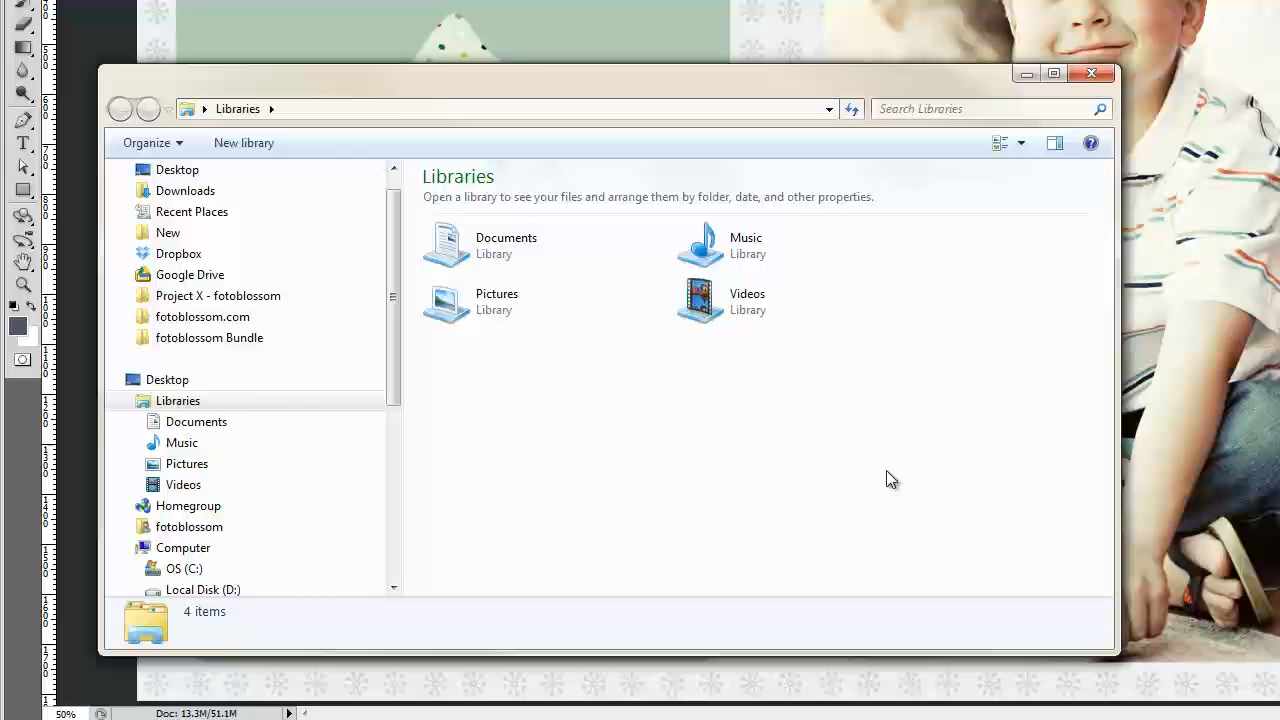 Libraries
Search Libraries
Organize
New library
Desktop
Downloads
Recent Places
New
Dropbox
Google Drive
Project X - fotoblossom
fotoblossom.com
fotoblossom Bundle
Desktop
Libraries
Documents
Music
Pictures
Videos
Homegroup
fotoblossom
Computer
OS (C:)
Local Disk (D:)
Libraries
Open a library to see your files and arrange them by folder, date, and other properties.
Documents
Library
Music
Library
Pictures
Library
Videos
Library
4 items
50%
Doc: 13.3M/51.1M